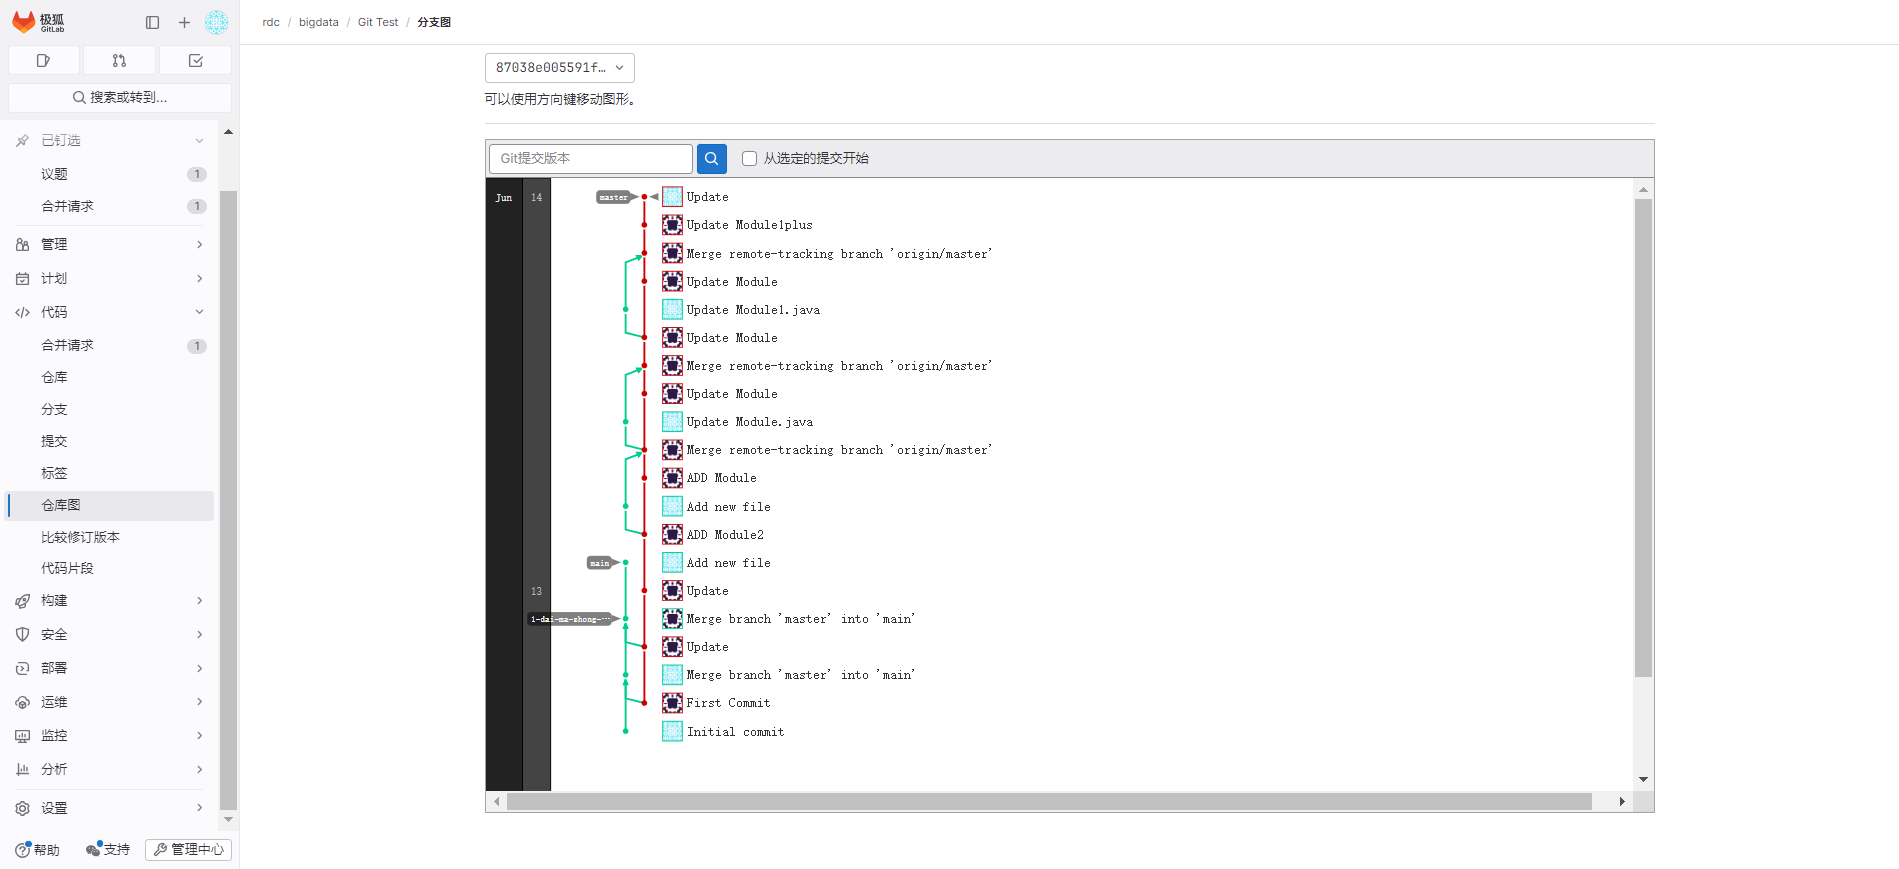 极狐
GitLab
搜索或转到...
已钉选
议题 1
合并请求 1
管理
计划
代码
合并请求 1
仓库
分支
提交
标签
仓库图
比较修订版本
代码片段
构建
安全
部署
运维
监控
分析
设置
帮助 支持 管理中心
rdc / bigdata / Git Test / 分支图
87038e005591f…
可以使用方向键移动图形。
Git提交版本 从选定的提交开始
Jun 14 master Update
Update Module1plus
Merge remote-tracking branch 'origin/master'
Update Module
Update Module1.java
Update Module
Merge remote-tracking branch 'origin/master'
Update Module
Update Module.java
Merge remote-tracking branch 'origin/master'
ADD Module
Add new file
ADD Module2
main Add new file
13 Update
1-dai-ma-zhong-… Merge branch 'master' into 'main'
Update
Merge branch 'master' into 'main'
First Commit
Initial commit